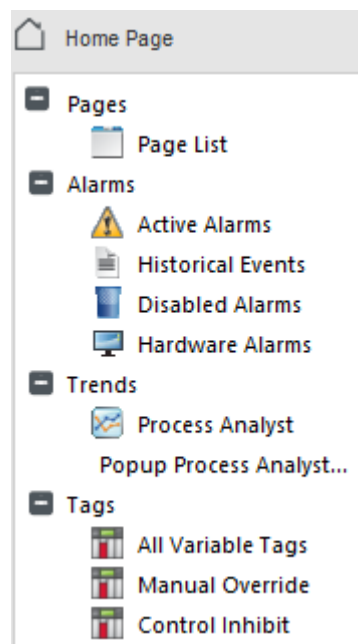 Home Page
Pages
Page List
Alarms
Active Alarms
Historical Events
Disabled Alarms
Hardware Alarms
Trends
Process Analyst
Popup Process Analyst...
Tags
All Variable Tags
Manual Override
Control Inhibit